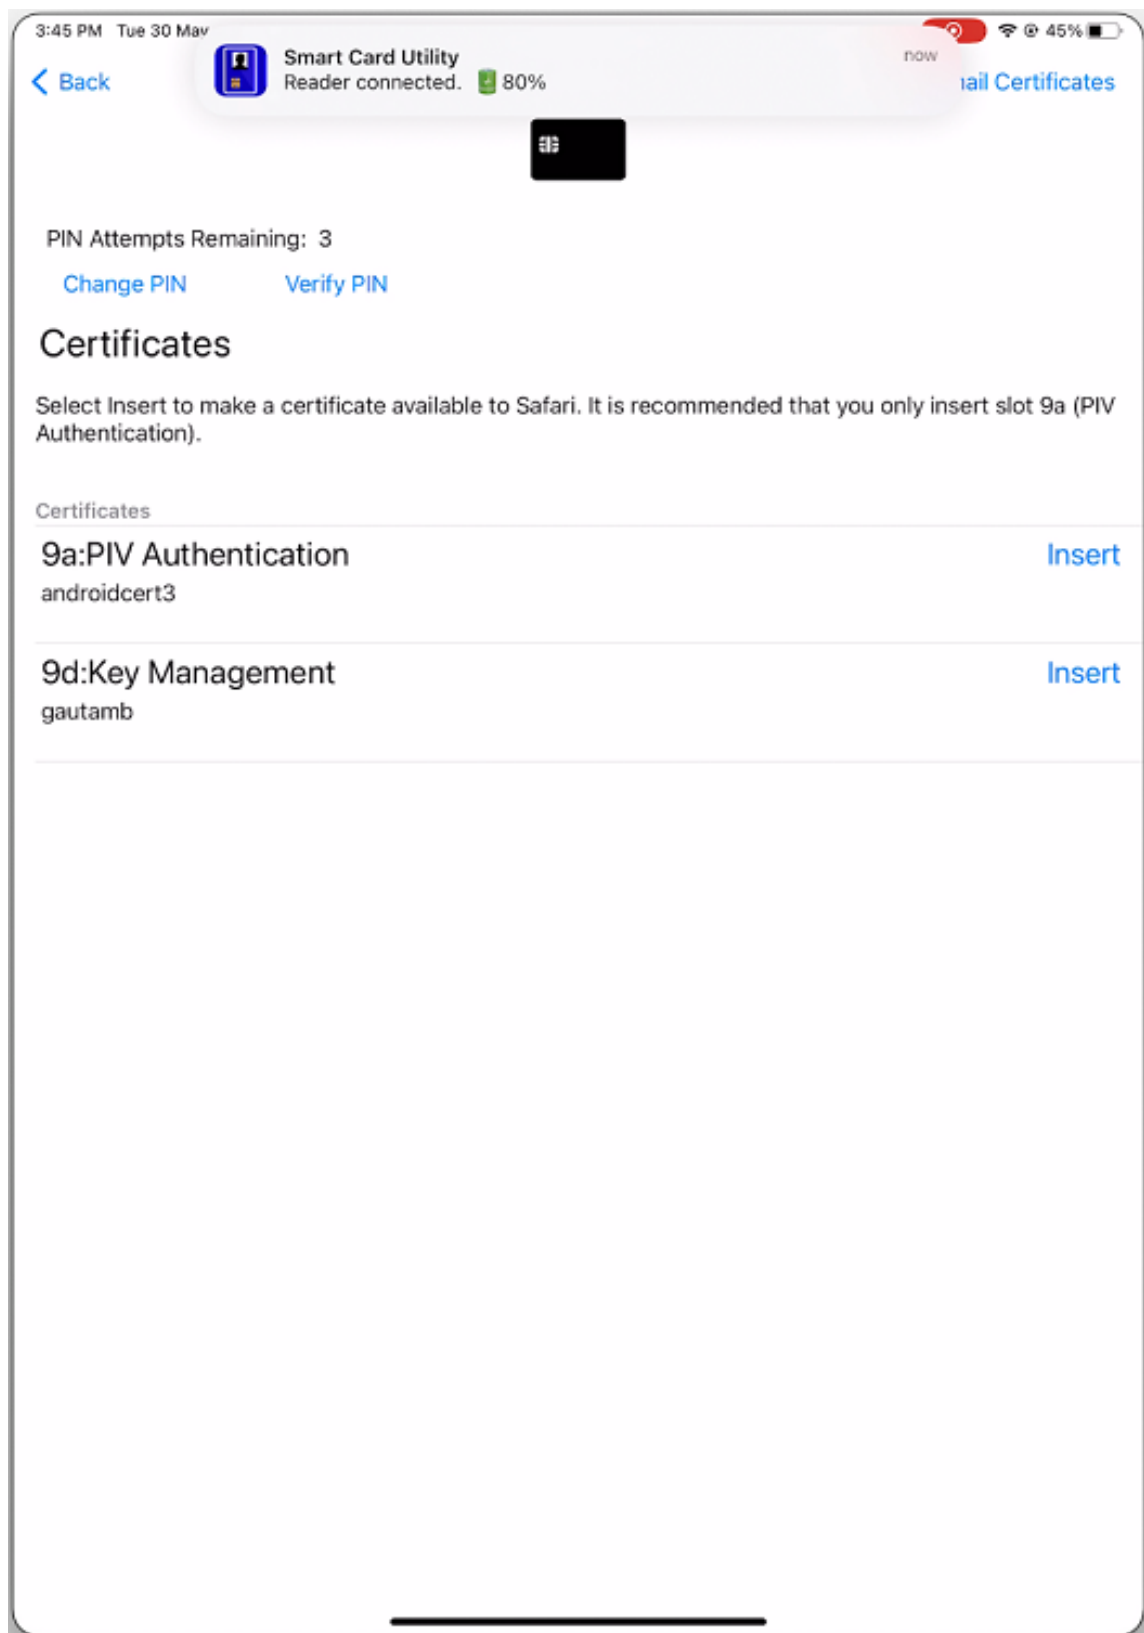 3:45 PM Tue 30 May
45%
Smart Card Utility
now
Reader connected. 80%
Back
Certificates
PIN Attempts Remaining: 3
Change PIN Verify PIN
Certificates
Select Insert to make a certificate available to Safari. It is recommended that you only insert slot 9a (PIV
Authentication).
Certificates
9a:PIV Authentication Insert
androidcert3
9d:Key Management Insert
gautamb